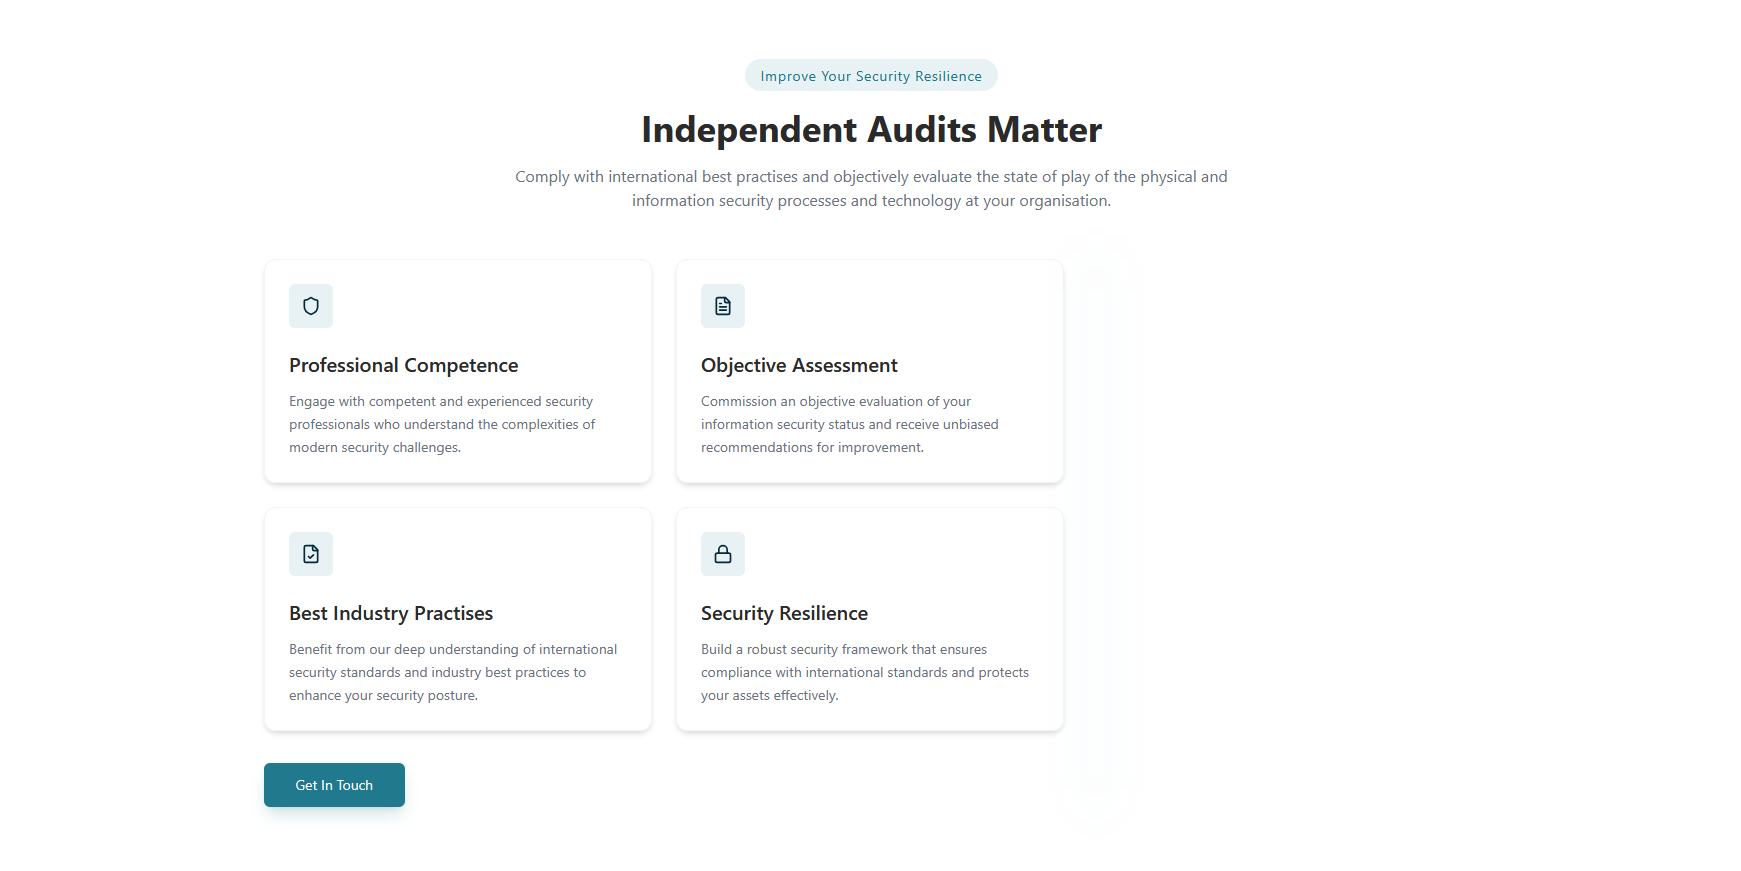 Improve Your Security Resilience
Independent Audits Matter
Comply with international best practises and objectively evaluate the state of play of the physical and
information security processes and technology at your organisation.
Professional Competence
Engage with competent and experienced security
professionals who understand the complexities of
modern security challenges.
Objective Assessment
Commission an objective evaluation of your
information security status and receive unbiased
recommendations for improvement.
Best Industry Practises
Benefit from our deep understanding of international
security standards and industry best practices to
enhance your security posture.
Security Resilience
Build a robust security framework that ensures
compliance with international standards and protects
your assets effectively.
Get In Touch